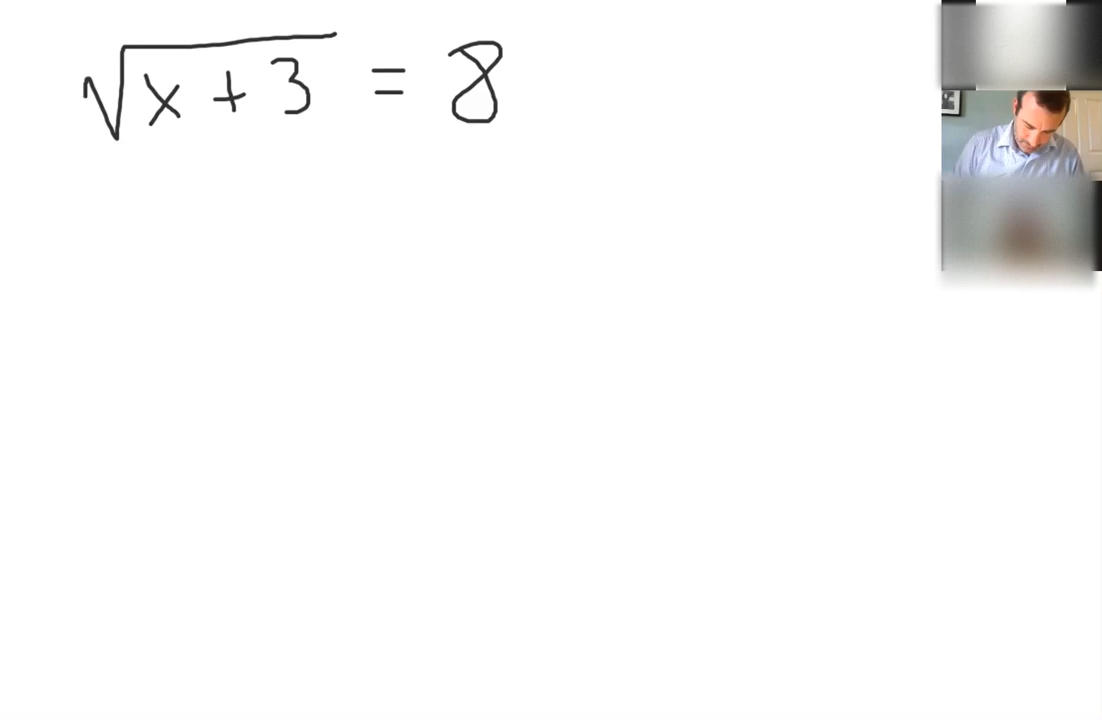 √(x + 3) = 8